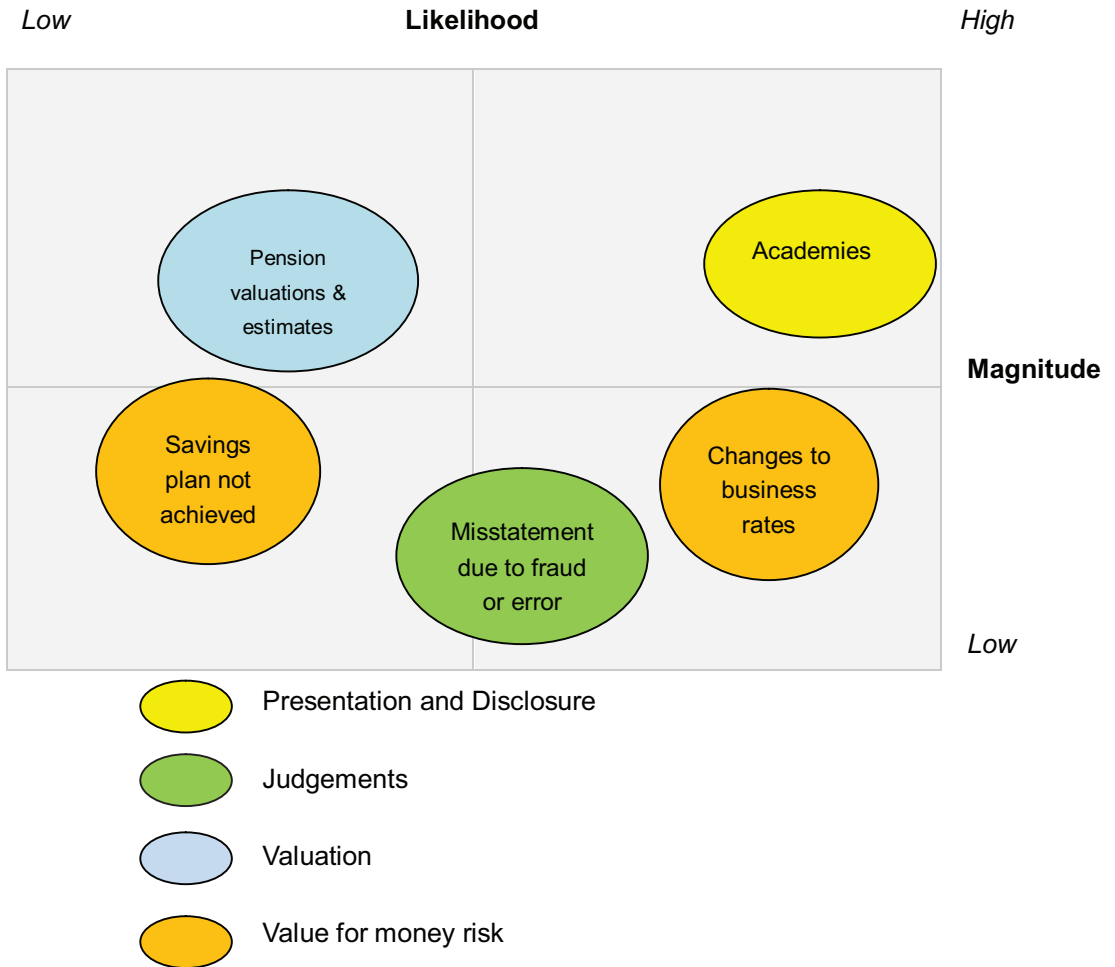 Low Likelihood High
Pension
valuations &
estimates
Academies
Magnitude
Savings
plan not
achieved
Changes to
business
rates
Misstatement
due to fraud
or error
Low
Presentation and Disclosure
Judgements
Valuation
Value for money risk